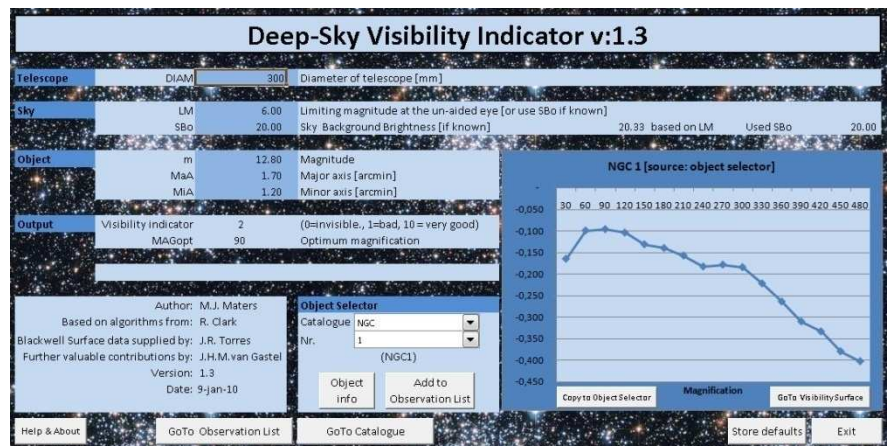 Deep-Sky Visibility Indicator v:1.3
Telescope DIAM 300 Diameter of telescope [mm]
Sky LM 6.00 Limiting magnitude at the un-aided eye [or use SBo if known]
SBo 20.00 Sky Background Brightness [if known] 20.33 based on LM Used SBo 20.00
Object m 12.80 Magnitude
MaA 1.70 Major axis [arcmin]
MiA 1.20 Minor axis [arcmin]
Output Visibility indicator 2 (0=invisible., 1=bad, 10 = very good)
MAGopt 90 Optimum magnification
NGC 1 [source: object selector]
-
30 60 90 120 150 180 210 240 270 300 330 360 390 420 450 480
-0,050
-0,100
-0,150
-0,200
-0,250
-0,300
-0,350
-0,400
-0,450
Copy to Object Selector Magnification GoTo VisibilitySurface
Author: M.J. Maters
Based on algorithms from: R. Clark
Blackwell Surface data supplied by: J.R. Torres
Further valuable contributions by: J.H.M.van Gastel
Version: 1.3
Date: 9-jan-10
Object Selector
Catalogue NGC
Nr. 1
(NGC1)
Object info
Add to Observation List
Help & About GoTo Observation List GoTo Catalogue Store defaults Exit